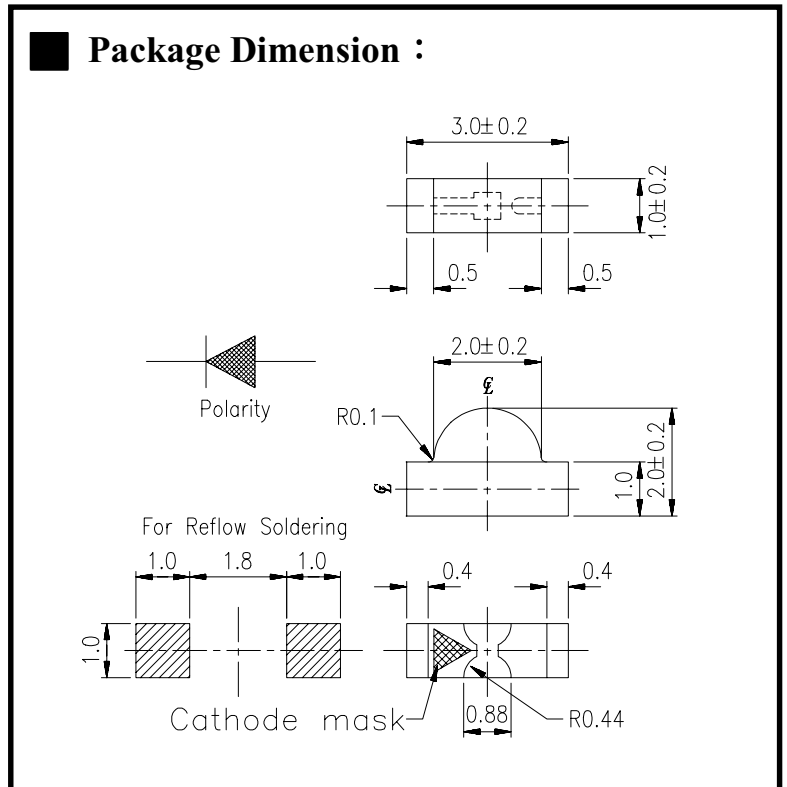 Package Dimension：
3.0±0.2
1.0±0.2
0.5
0.5
2.0±0.2
℄
Polarity
R0.1
2.0±0.2
1.0
℄
For Reflow Soldering
1.0
1.8
1.0
0.4
0.4
1.0
Cathode mask
0.88
R0.44